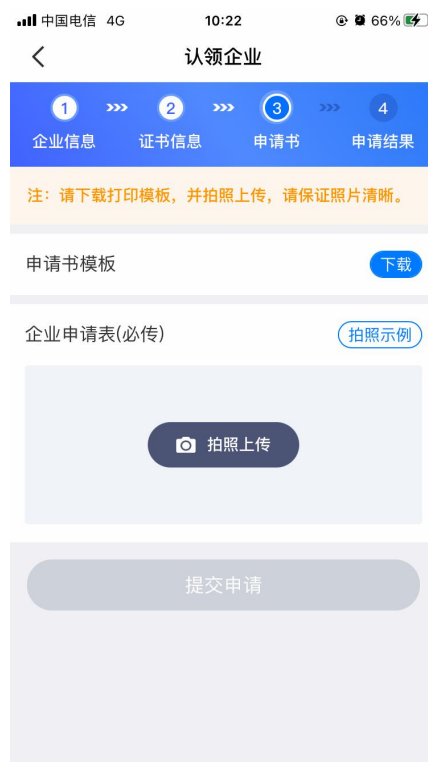 中国电信 4G 10:22 66%
认领企业
1 2 3 4
企业信息 证书信息 申请书 申请结果
注：请下载打印模板，并拍照上传，请保证照片清晰。
申请书模板 下载
企业申请表(必传) 拍照示例
拍照上传
提交申请